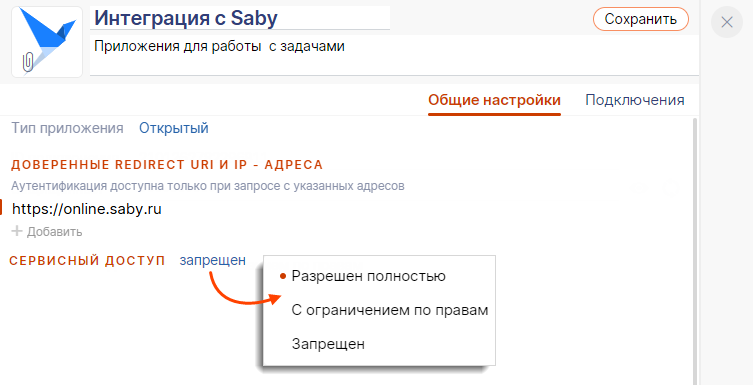 Интеграция с Saby
Сохранить
Приложения для работы с задачами
Общие настройки Подключения
Тип приложения Открытый
ДОВЕРЕННЫЕ REDIRECT URI И IP - АДРЕСА
Аутентификация доступна только при запросе с указанных адресов
https://online.saby.ru
Добавить
СЕРВИСНЫЙ ДОСТУП запрещен
Разрешен полностью
С ограничением по правам
Запрещен